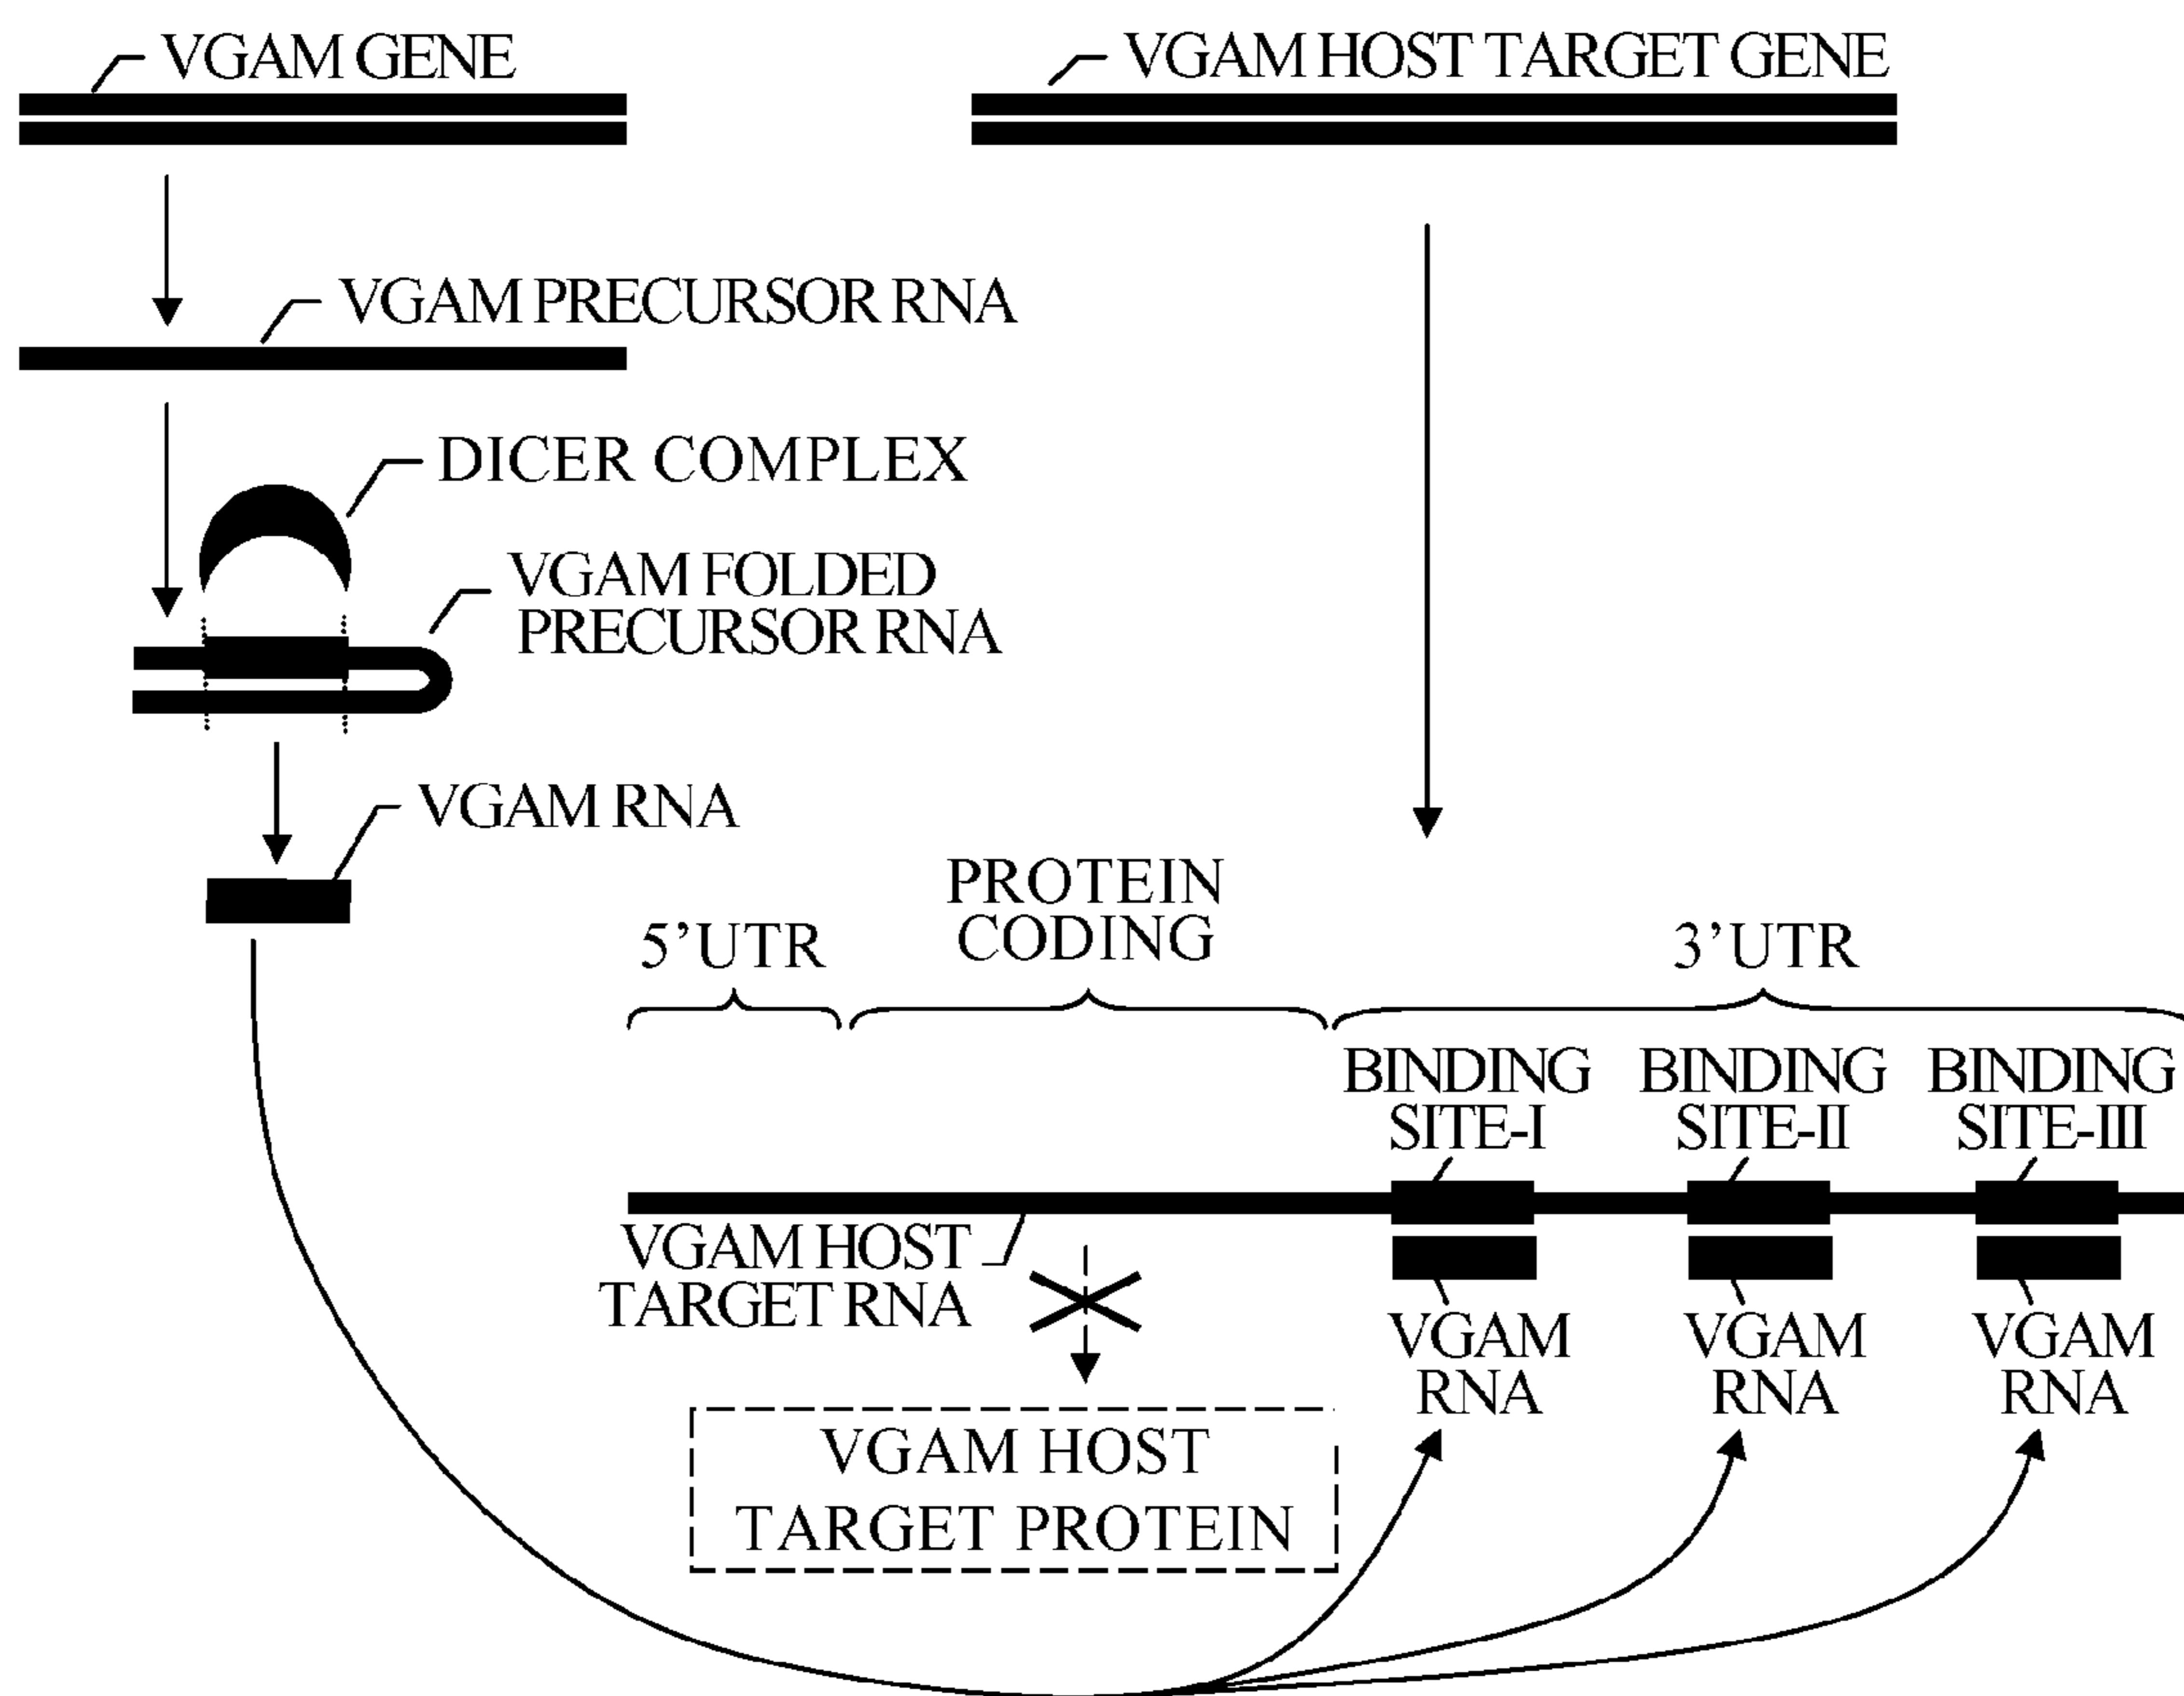 VGAM GENE
VGAM HOST TARGET GENE
VGAM PRECURSOR RNA
DICER COMPLEX
VGAM FOLDED
PRECURSOR RNA
VGAM RNA
PROTEIN
CODING
5’UTR
3’UTR
BINDING
SITE-I
BINDING
SITE-II
BINDING
SITE-III
VGAM HOST
TARGET RNA
VGAM
RNA
VGAM
RNA
VGAM
RNA
VGAM HOST
TARGET PROTEIN